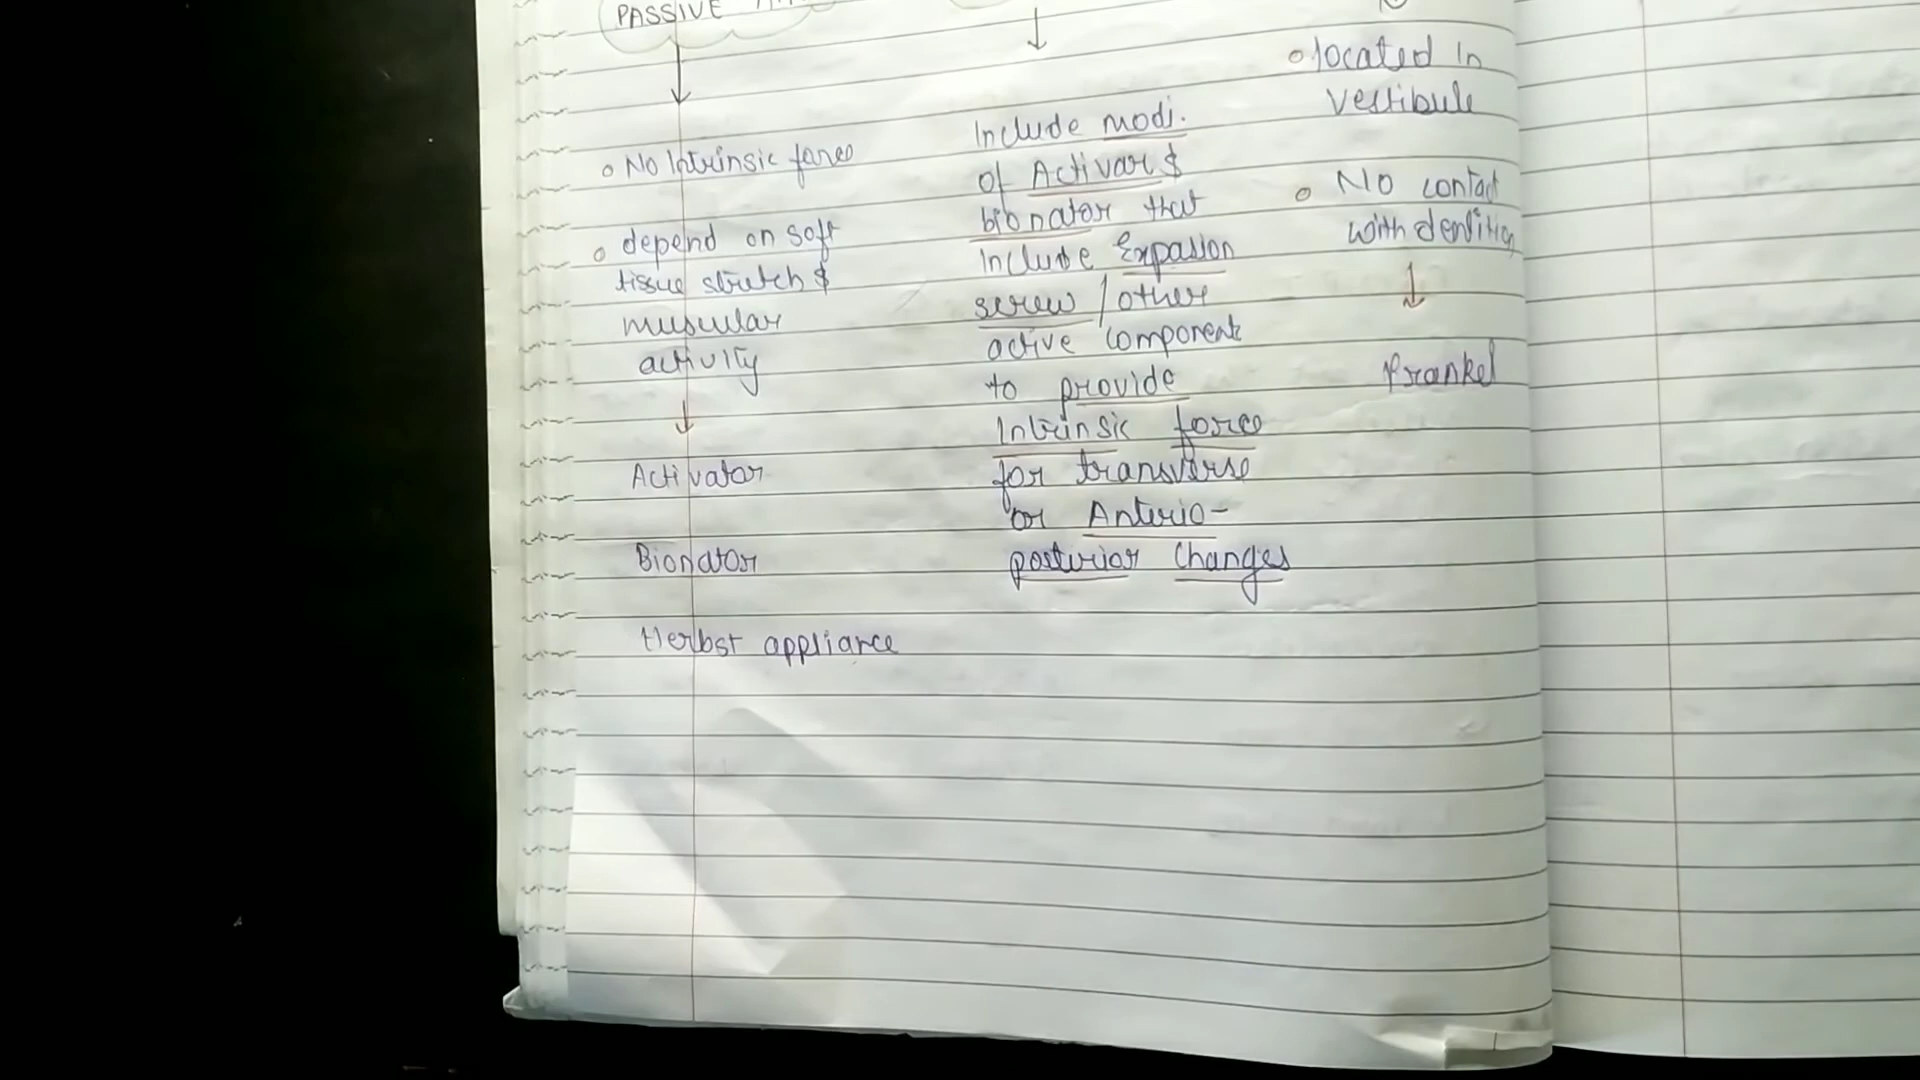 PASSIVE
o No Intrinsic force
o depend on soft
tissue stretch &
muscular
activity
Activator
Bionator
Herbst appliance
Include modi.
of Activar &
bionator that
include Expasion
screw / other
active component
to provide
Intrinsic force
for transverse
or Anterio-
posterior changes
o located in
Vestibule
o No contact
with dentition
frankel